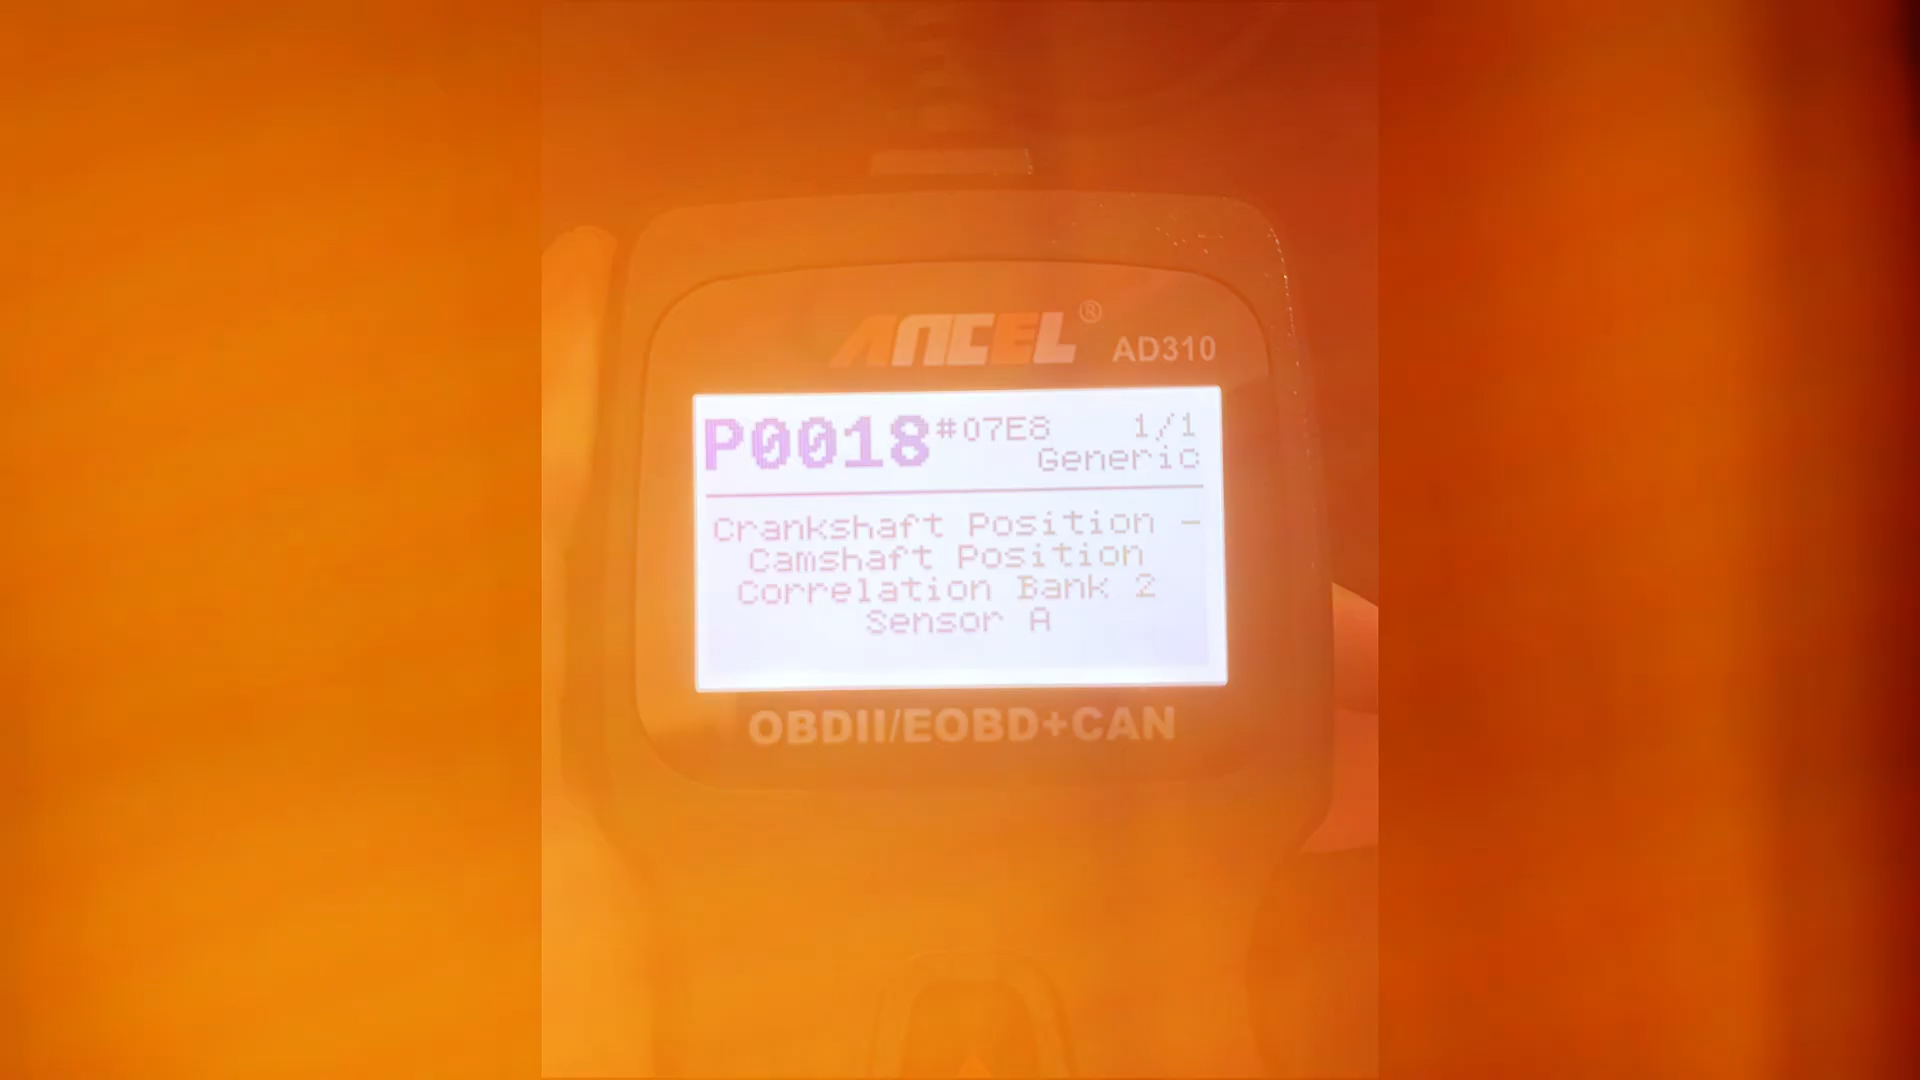 ANCEL®
AD310
P0018 #07E8 1/1
Generic
Crankshaft Position -
Camshaft Position
Correlation Bank 2
Sensor A
OBDII/EOBD+CAN